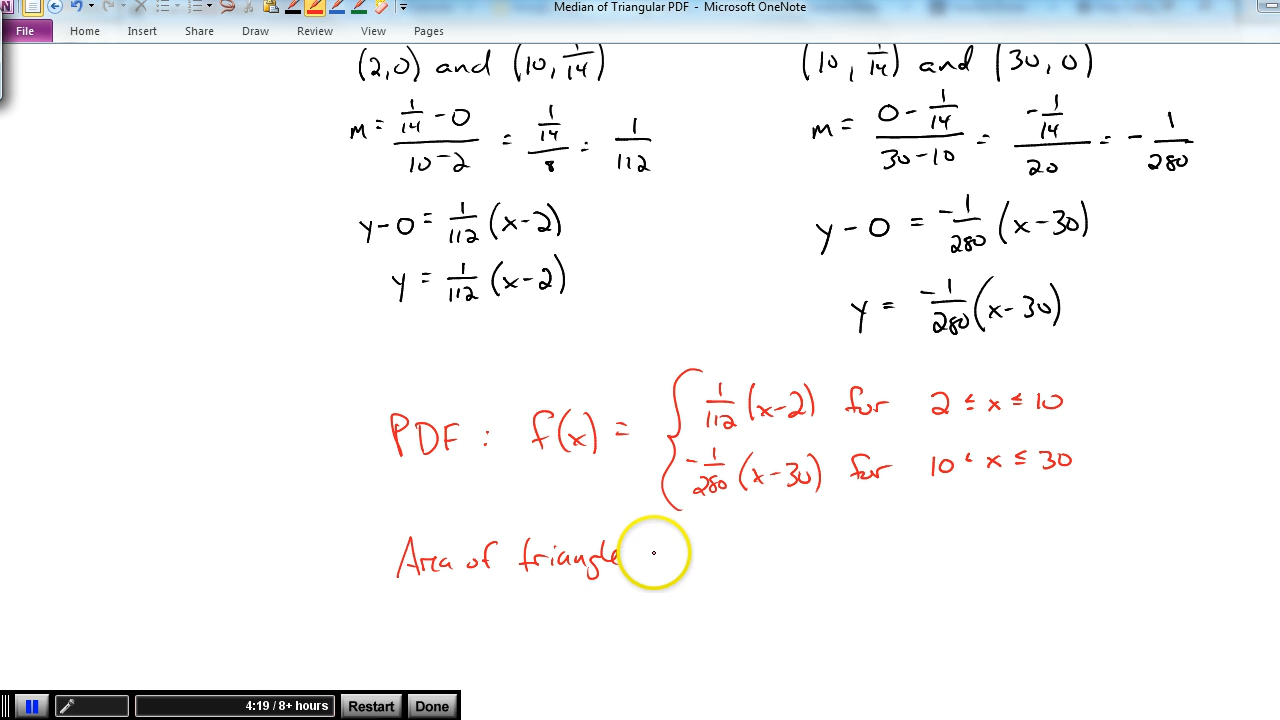 Median of Triangular PDF - Microsoft OneNote
File Home Insert Share Draw Review View Pages
(2,0) and (10, 1/14)
m = (1/14 - 0)/(10-2) = (1/14)/8 = 1/112
y-0 = 1/112 (x-2)
y = 1/112 (x-2)
(10, 1/14) and (30, 0)
m = (0 - 1/14)/(30-10) = (-1/14)/20 = -1/280
y - 0 = -1/280 (x-30)
y = -1/280 (x-30)
PDF : f(x) = { 1/112 (x-2) for 2 ≤ x ≤ 10
-1/280 (x-30) for 10 < x ≤ 30
Area of triangle
4:19 / 8+ hours Restart Done